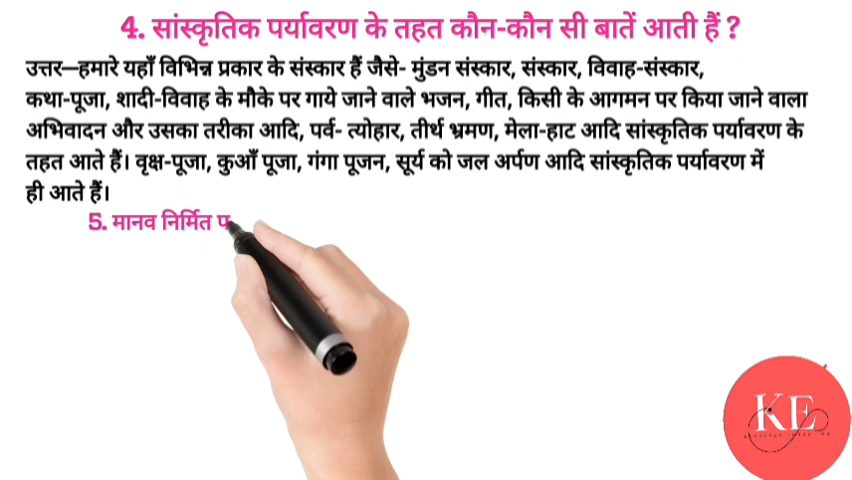 4. सांस्कृतिक पर्यावरण के तहत कौन-कौन सी बातें आती हैं ?
उत्तर—हमारे यहाँ विभिन्न प्रकार के संस्कार हैं जैसे- मुंडन संस्कार, संस्कार, विवाह-संस्कार,
कथा-पूजा, शादी-विवाह के मौके पर गाये जाने वाले भजन, गीत, किसी के आगमन पर किया जाने वाला
अभिवादन और उसका तरीका आदि, पर्व- त्योहार, तीर्थ भ्रमण, मेला-हाट आदि सांस्कृतिक पर्यावरण के
तहत आते हैं। वृक्ष-पूजा, कुआँ पूजा, गंगा पूजन, सूर्य को जल अर्पण आदि सांस्कृतिक पर्यावरण में
ही आते हैं।
5. मानव निर्मित प
KE